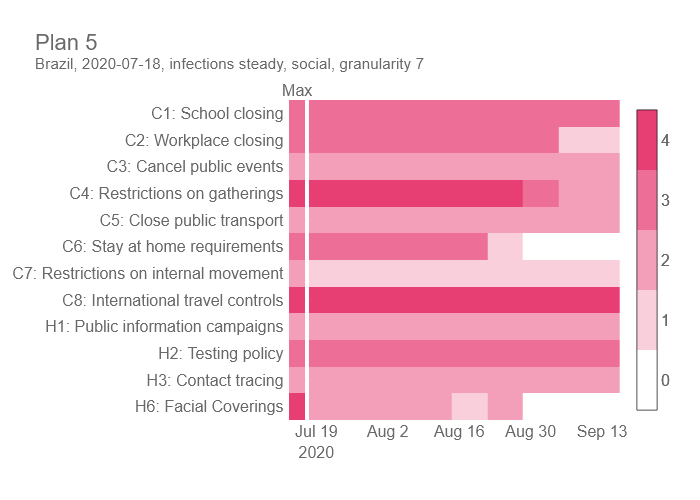 Plan 5
Brazil, 2020-07-18, infections steady, social, granularity 7
Max
C1: School closing
C2: Workplace closing
C3: Cancel public events
C4: Restrictions on gatherings
C5: Close public transport
C6: Stay at home requirements
C7: Restrictions on internal movement
C8: International travel controls
H1: Public information campaigns
H2: Testing policy
H3: Contact tracing
H6: Facial Coverings
4
3
2
1
0
Jul 19 Aug 2 Aug 16 Aug 30 Sep 13
2020